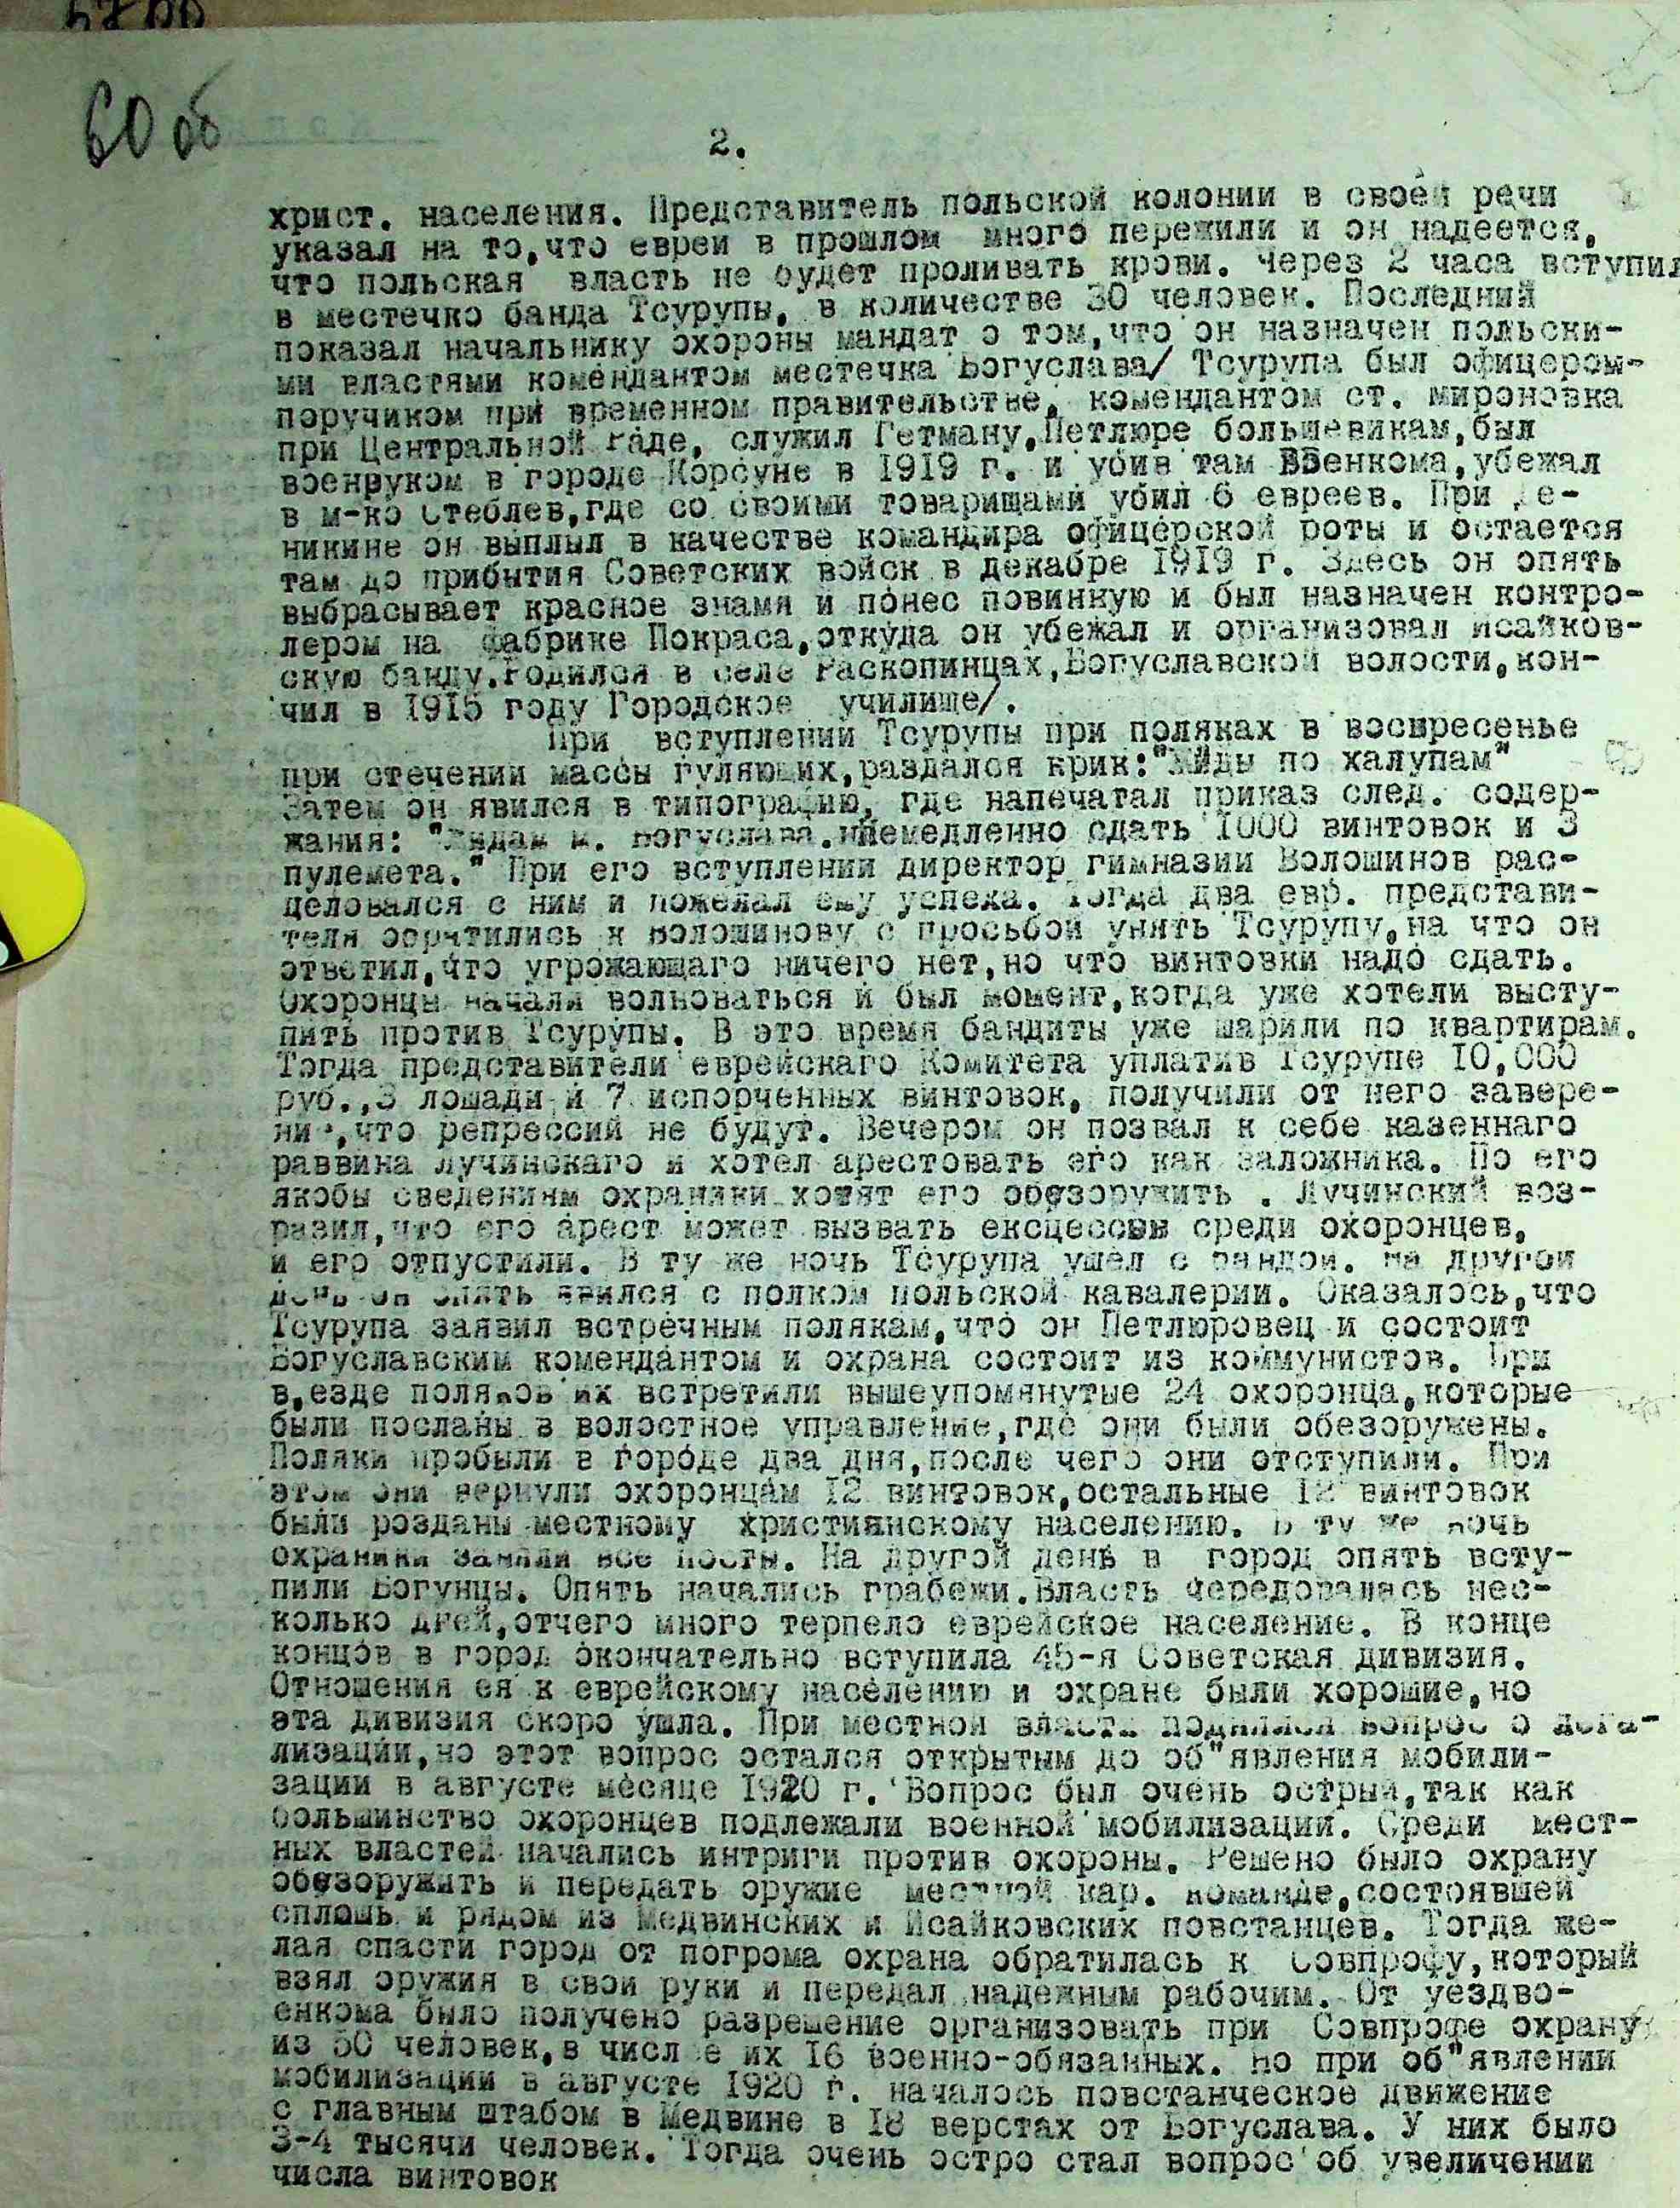 60 об
2.
христ. населения. Представитель польской колонии в своей речи
указал на то,что евреи в прошлом много пережили и он надеется,
что польская власть не будет проливать крови. Через 2 часа вступил
в местечко банда Тсурупы, в количестве 30 человек. Последний
показал начальнику охороны мандат о том,что он назначен польски-
ми властями комендантом местечка Богуслава/ Тсурупа был офицером-
поручиком при временном правительстве, комендантом ст. Мироновка
при Центральной Раде, служил Гетману,Петлюре большевикам,был
военруком в городе Корсуне в 1919 г. и убив там Военкома,убежал
в м-ко Стеблев,где со своими товарищами убил 6 евреев. При Де-
никине он выплыл в качестве командира офицерской роты и остается
там до прибытия Советских войск в декабре 1919 г. Здесь он опять
выбрасывает красное знамя и понес повинную и был назначен контро-
лером на фабрике Покраса,откуда он убежал и организовал Исайков-
скую банду.Родился в селе Раскопинцах,Богуславской волости,кон-
чил в 1915 году Городское училище/.
При вступлении Тсурупы при поляках в воскресенье
при стечении массы гуляющих,раздался крик:"Жиды по халупам"
Затем он явился в типографию, где напечатал приказ след. содер-
жания: "Жидам м. Богуслава.нНемедленно сдать 1000 винтовок и 3
пулемета." При его вступлении директор гимназии Волошинов рас-
целовался с ним и пожелал ему успеха. Тогда два евр. представи-
теля обратились к Волошинову с просьбой унять Тсурупу,на что он
ответил,что угрожающаго ничего нет,но что винтовки надо сдать.
Охоронцы начали волноваться и был момент,когда уже хотели высту-
пить против Тсурупы. В это время бандиты уже шарили по квартирам.
Тогда представители еврейскаго Комитета уплатив Тсурупе 10,000
руб.,3 лошади и 7 испорченных винтовок, получили от него завере-
ни ,что репрессий не будут. Вечером он позвал к себе казеннаго
раввина Лучинскаго и хотел арестовать его как заложника. По его
якобы сведениям охраники хотят его обезоружить . Лучинский воз-
разил,что его арест может вызвать ексцессы среди охоронцев,
и его отпустили. В ту же ночь Тсурупа ушел с бандой. На другой
день он опять явился с полком польской кавалерии. Оказалось,что
Тсурупа заявил встречным полякам,что он Петлюровец и состоит
Богуславским комендантом и охрана состоит из коммунистов. При
в,езде поляков их встретили вышеупомянутые 24 охоронца,которые
были посланы в волостное управление,где они были обезоружены.
Поляки пробыли в городе два дня,после чего они отступили. При
этом они вернули охоронцам 12 винтовок,остальные 12 винтовок
были розданы местному християнскому населению. В ту же ночь
охраники заняли все посты. На другой день в город опять всту-
пили Богунцы. Опять начались грабежи.Власть чередовалась нес-
колько дней,отчего много терпело еврейское население. В конце
концов в город окончательно вступила 45-я Советская дивизия.
Отношения ея к еврейскому населению и охране были хорошие,но
эта дивизия скоро ушла. При местной власти поднялся вопрос о лега-
лизации,но этот вопрос остался открытым до об"явления мобили-
зации в августе месяце 1920 г. Вопрос был очень острый,так как
большинство охоронцев подлежали военной мобилизации. Среди мест-
ных властей начались интриги против охороны. Решено было охрану
обезоружить и передать оружие местной кар. команде,состоявшей
сплошь и рядом из Медвинских и Исайковских повстанцев. Тогда же-
лая спасти город от погрома охрана обратилась к Совпрофу,который
взял оружия в свои руки и передал надежным рабочим. От уездво-
енкома было получено разрешение организовать при Совпрофе охрану
из 50 человек,в числ е их 16 военно-обязанных. Но при об"явлении
мобилизации в августе 1920 г. началось повстанческое движение
с главным штабом в Медвине в 18 верстах от Богуслава. У них было
3-4 тысячи человек. Тогда очень остро стал вопрос об увеличении
числа винтовок